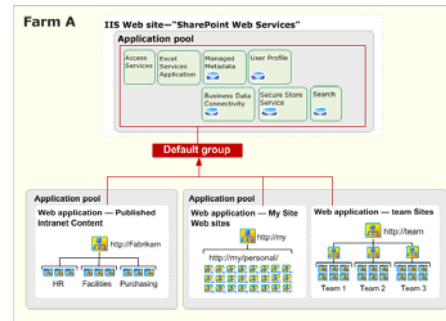 Farm A
IIS Web site—"SharePoint Web Services"
Application pool
Access
Services
Excel
Services
Application
Managed
Metadata
User Profile
Business Data
Connectivity
Secure Store
Service
Search
Default group
Application pool
Web application — Published
Intranet Content
http://Fabrikam
HR
Facilities
Purchasing
Application pool
Web application — My Site
Web sites
http://my
http://my/personal/
Web application — team Sites
http://team
Team 1
Team 2
Team 3